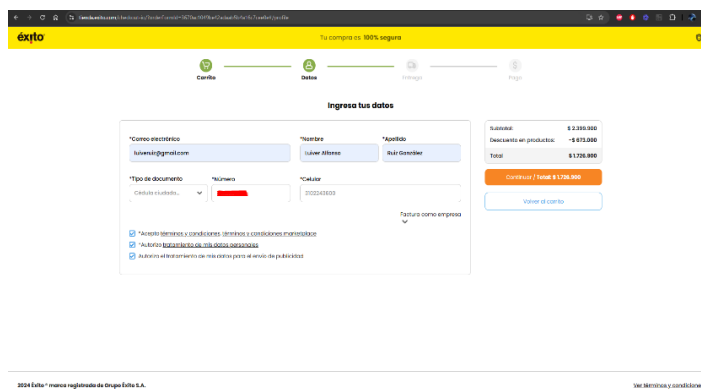 éxito
Tu compra es 100% segura
Carrito
Datos
Entrega
Pago
Ingresa tus datos
*Correo electrónico
*Nombre
*Apellido
luiveruiz@gmail.com
Luiver Alfonso
Ruiz González
*Tipo de documento
*Número
*Celular
Cédula ciudada...
Factura como empresa
*Acepto términos y condiciones, términos y condiciones marketplace
*Autorizo tratamiento de mis datos personales
Autorizo el tratamiento de mis datos para el envío de publicidad.
Subtotal: $ 2.399.900
Descuento en productos: -$ 673.000
Total $ 1.726.900
Continuar / Total: $ 1.726.900
Volver al carrito
2024 Éxito ® marca registrada de Grupo Éxito S.A.
Ver términos y condiciones